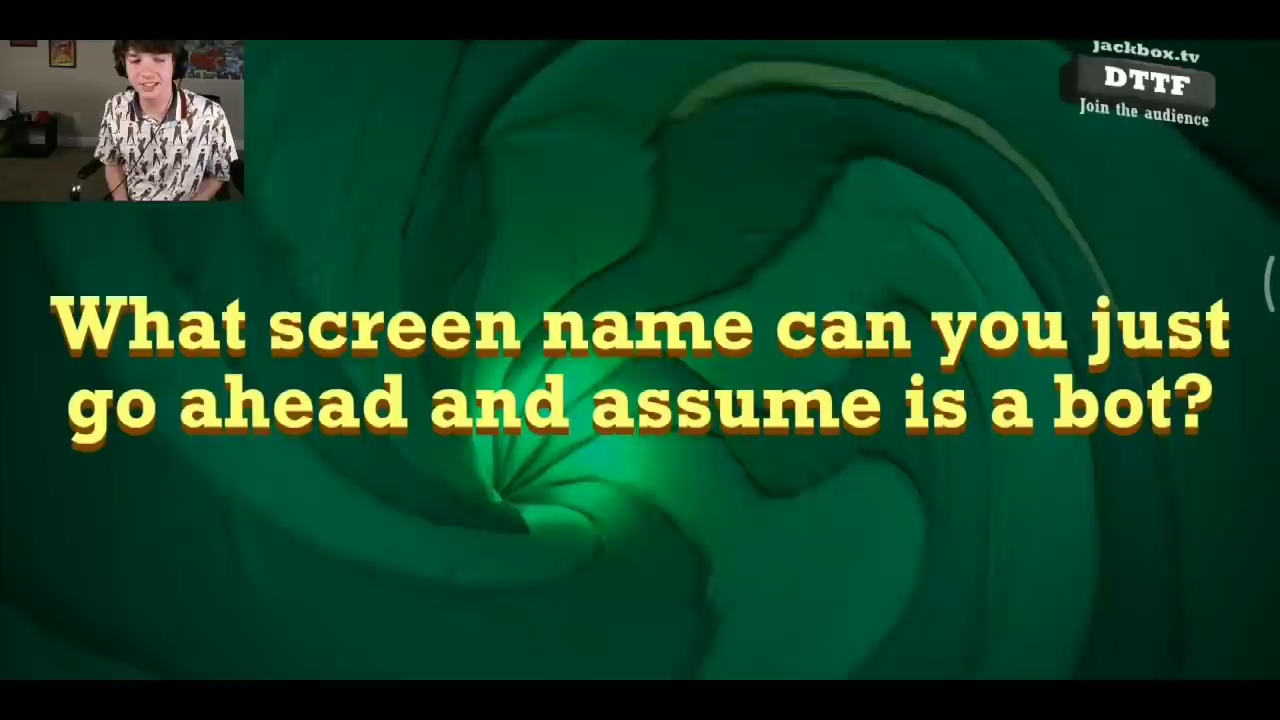 jackbox.tv
DTTF
Join the audience
What screen name can you just
go ahead and assume is a bot?